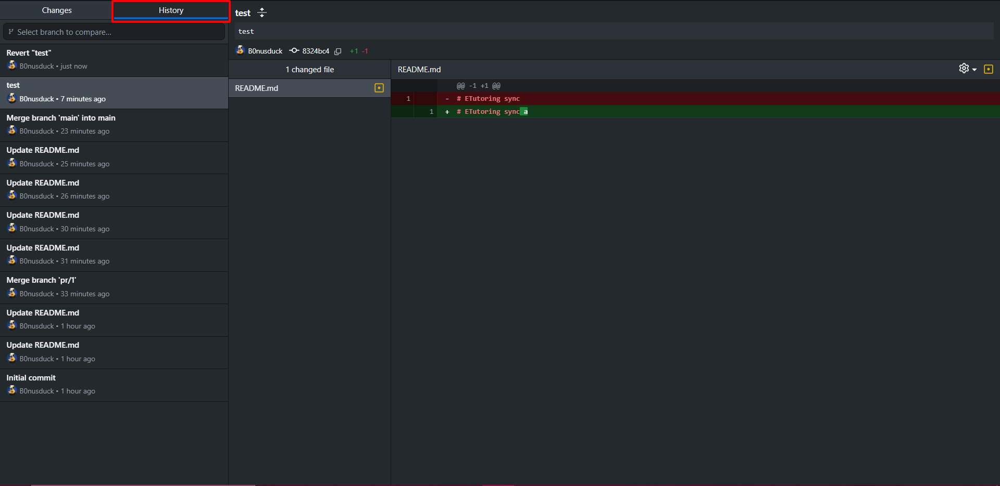 Changes
History
Select branch to compare...
Revert "test"
B0nusduck • just now
test
B0nusduck • 7 minutes ago
Merge branch 'main' into main
B0nusduck • 23 minutes ago
Update README.md
B0nusduck • 25 minutes ago
Update README.md
B0nusduck • 26 minutes ago
Update README.md
B0nusduck • 30 minutes ago
Update README.md
B0nusduck • 31 minutes ago
Merge branch 'pr/1'
B0nusduck • 33 minutes ago
Update README.md
B0nusduck • 1 hour ago
Update README.md
B0nusduck • 1 hour ago
Initial commit
B0nusduck • 1 hour ago
test
test
B0nusduck 8324bc4 +1 -1
1 changed file
README.md
README.md
@@ -1 +1 @@
1 - # ETutoring sync
1 + # ETutoring sync a